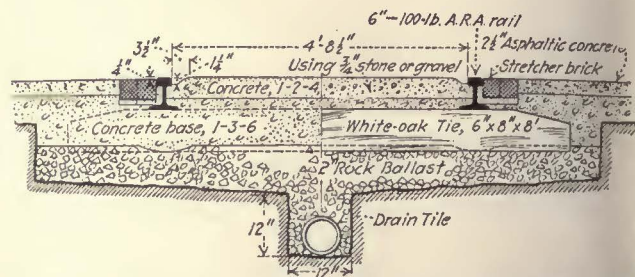 6"-100-lb. A.R.A. rail
3½"
4'-8½"
2½" Asphaltic concrete
¼"
1¼"
Using ¾" stone or gravel
Stretcher brick
Concrete, 1-2-4
Concrete base, 1-3-6
White-oak Tie, 6"x8"x8'
2" Rock Ballast
12"
Drain Tile
12"